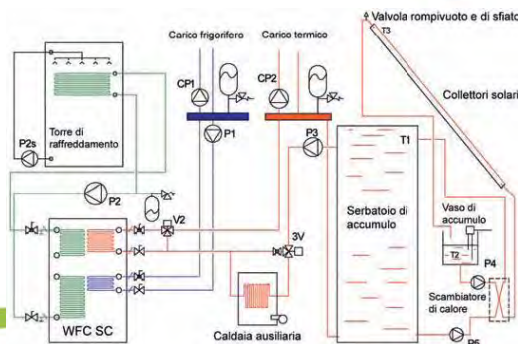 Valvola rompivuoto e di sfiato
T3
Carico frigorifero
Carico termico
CP1
CP2
Collettori solari
Torre di
raffreddamento
P2s
P1
P3
T1
P2
V2
3V
Serbatoio di
accumulo
Vaso di
accumulo
T2
P4
Scambiatore
di calore
WFC SC
Caldaia ausiliaria
P5